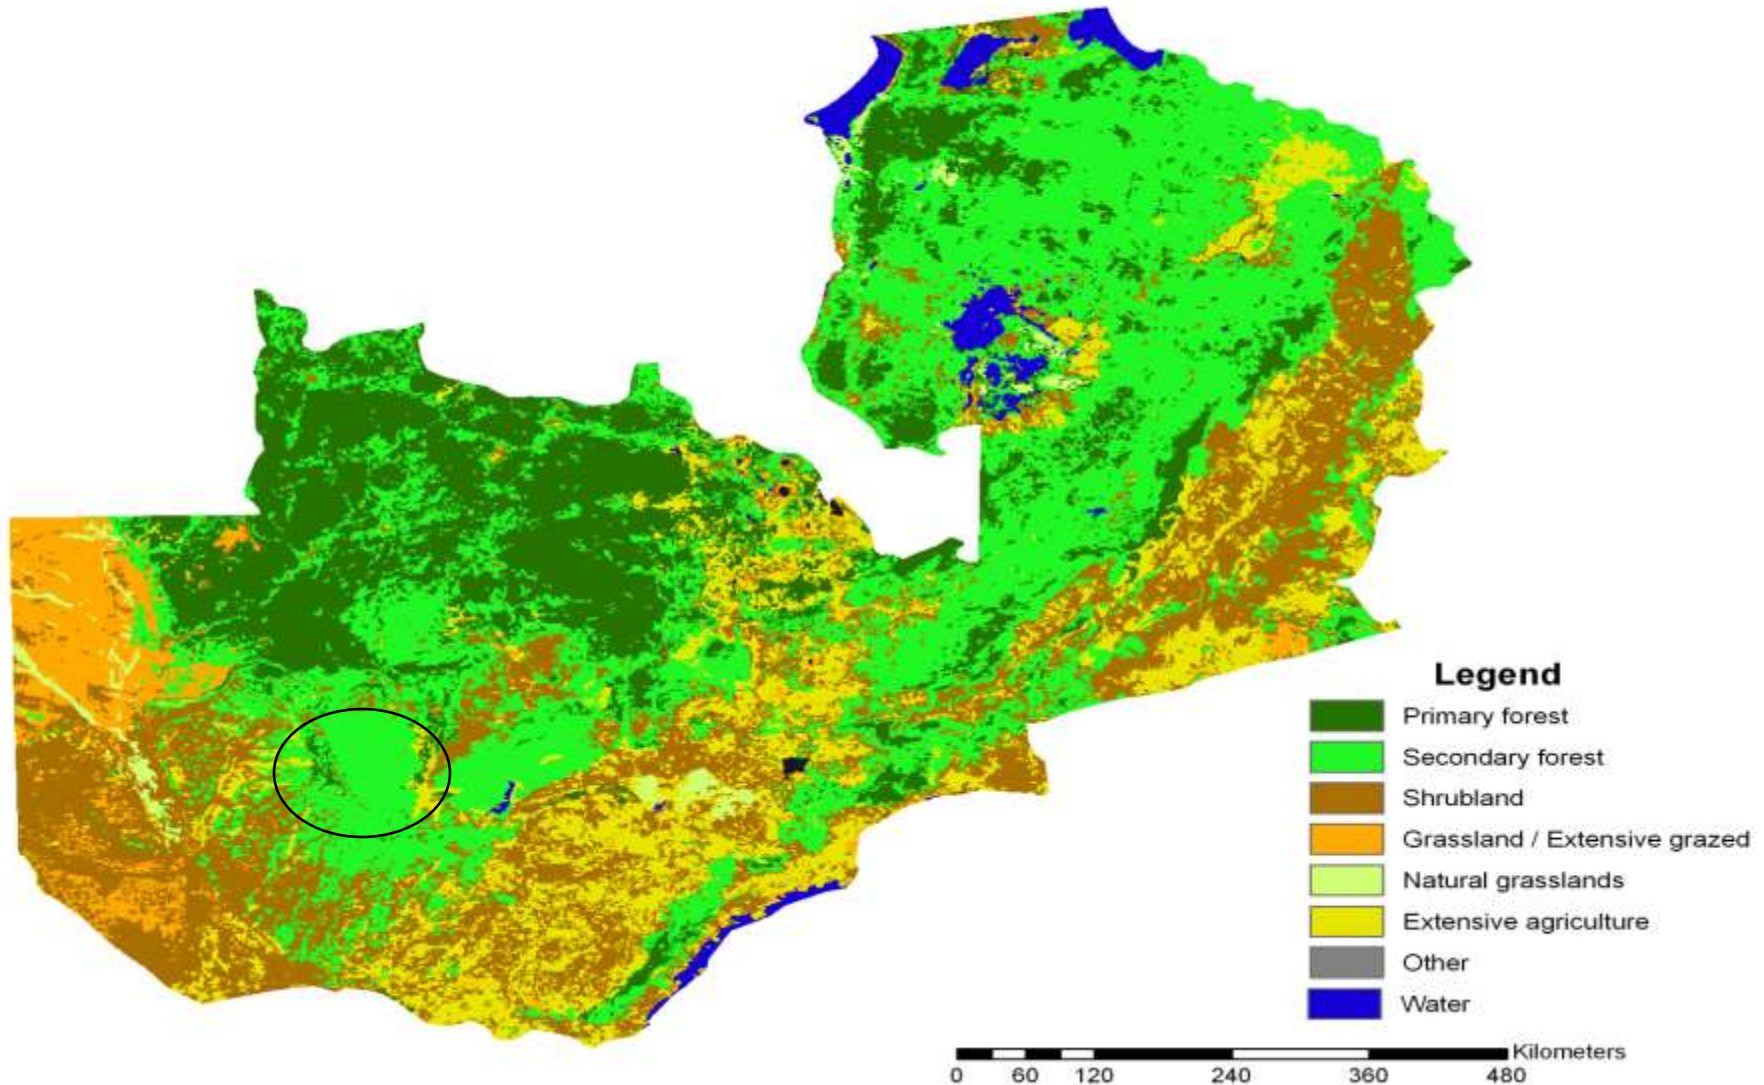 Legend
Primary forest
Secondary forest
Shrubland
Grassland / Extensive grazed
Natural grasslands
Extensive agriculture
Other
Water
Kilometers
0 60 120 240 360 480